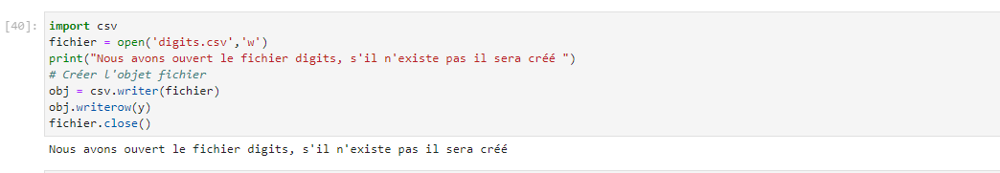 [40]: import csv
fichier = open('digits.csv','w')
print("Nous avons ouvert le fichier digits, s'il n'existe pas il sera créé ")
# Créer l'objet fichier
obj = csv.writer(fichier)
obj.writerow(y)
fichier.close()
Nous avons ouvert le fichier digits, s'il n'existe pas il sera créé